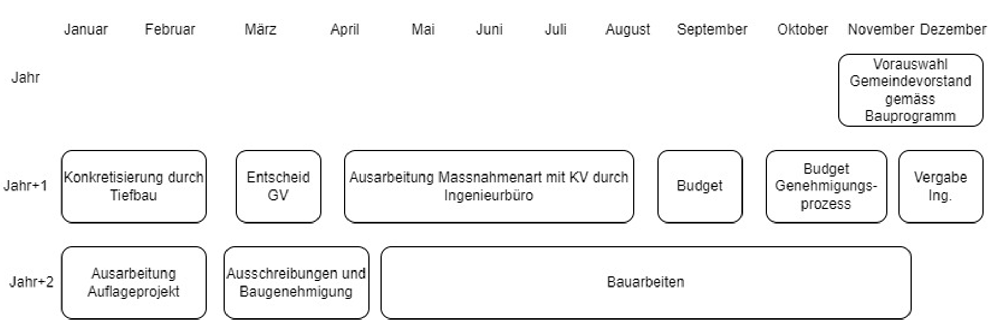 Januar Februar März April Mai Juni Juli August September Oktober November Dezember
Jahr
Vorauswahl
Gemeindevorstand
gemäss
Bauprogramm
Jahr+1
Konkretisierung durch
Tiefbau
Entscheid
GV
Ausarbeitung Massnahmenart mit KV durch
Ingenieurbüro
Budget
Budget
Genehmigungs-
prozess
Vergabe
Ing.
Jahr+2
Ausarbeitung
Auflageprojekt
Ausschreibungen und
Baugenehmigung
Bauarbeiten